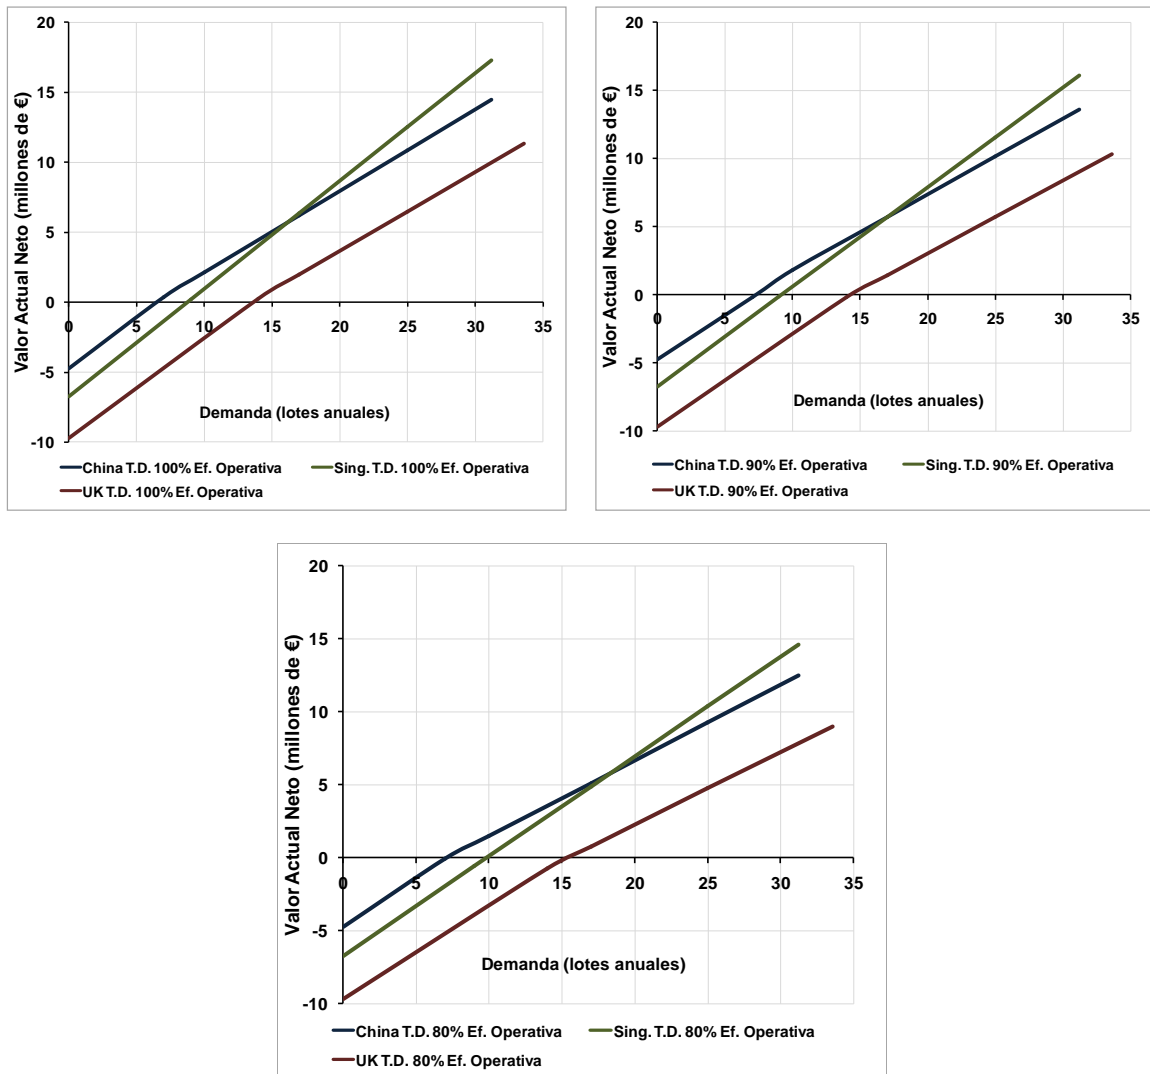 20
15
10
5
0
-5
-10
0 5 10 15 20 25 30 35
Valor Actual Neto (millones de €)
Demanda (lotes anuales)
China T.D. 100% Ef. Operativa
Sing. T.D. 100% Ef. Operativa
UK T.D. 100% Ef. Operativa
20
15
10
5
0
-5
-10
0 5 10 15 20 25 30 35
Valor Actual Neto (millones de €)
Demanda (lotes anuales)
China T.D. 90% Ef. Operativa
Sing. T.D. 90% Ef. Operativa
UK T.D. 90% Ef. Operativa
20
15
10
5
0
-5
-10
0 5 10 15 20 25 30 35
Valor Actual Neto (millones de €)
Demanda (lotes anuales)
China T.D. 80% Ef. Operativa
Sing. T.D. 80% Ef. Operativa
UK T.D. 80% Ef. Operativa